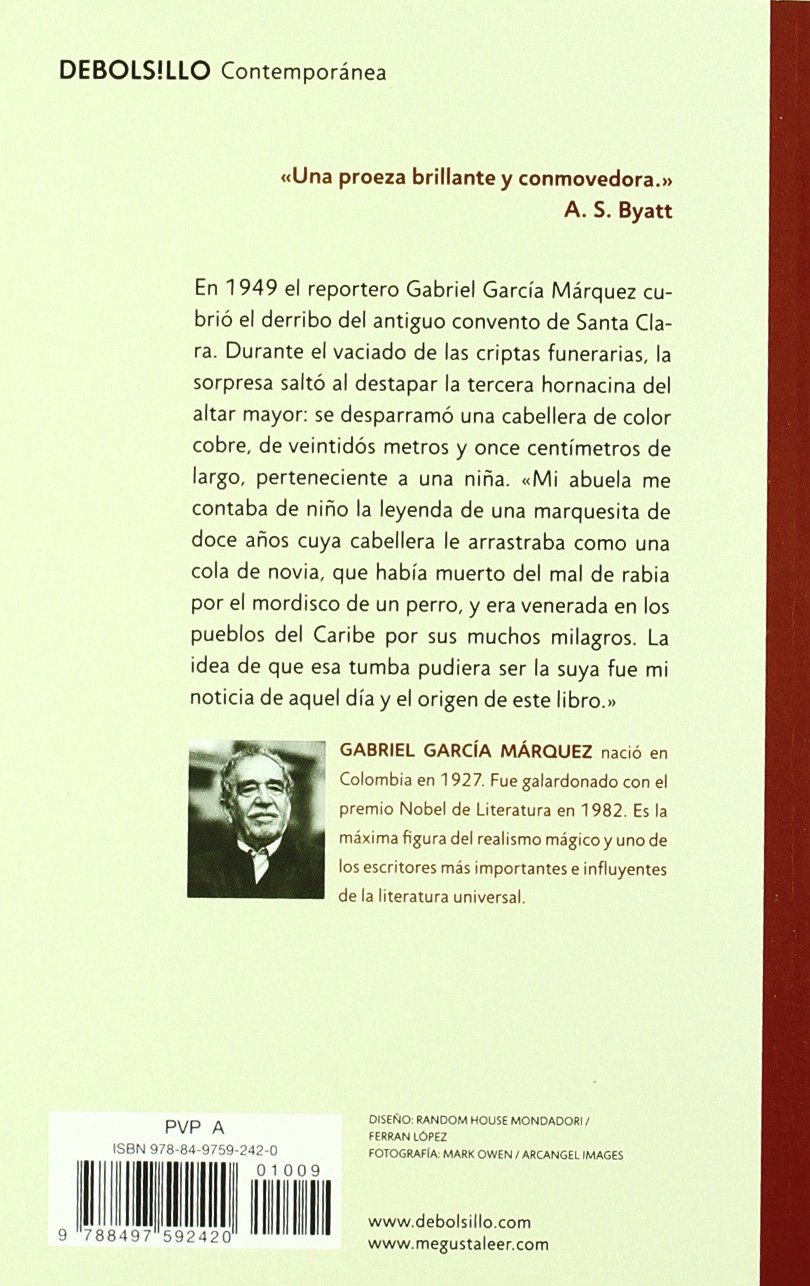 DEBOLS!LLO Contemporánea
«Una proeza brillante y conmovedora.»
A. S. Byatt
En 1949 el reportero Gabriel García Márquez cu-
brió el derribo del antiguo convento de Santa Cla-
ra. Durante el vaciado de las criptas funerarias, la
sorpresa saltó al destapar la tercera hornacina del
altar mayor: se desparramó una cabellera de color
cobre, de veintidós metros y once centímetros de
largo, perteneciente a una niña. «Mi abuela me
contaba de niño la leyenda de una marquesita de
doce años cuya cabellera le arrastraba como una
cola de novia, que había muerto del mal de rabia
por el mordisco de un perro, y era venerada en los
pueblos del Caribe por sus muchos milagros. La
idea de que esa tumba pudiera ser la suya fue mi
noticia de aquel día y el origen de este libro.»
GABRIEL GARCÍA MÁRQUEZ nació en
Colombia en 1927. Fue galardonado con el
premio Nobel de Literatura en 1982. Es la
máxima figura del realismo mágico y uno de
los escritores más importantes e influyentes
de la literatura universal.
PVP A
ISBN 978-84-9759-242-0
01009
9 788497 592420
DISEÑO: RANDOM HOUSE MONDADORI /
FERRAN LÓPEZ
FOTOGRAFÍA: MARK OWEN / ARCANGEL IMAGES
www.debolsillo.com
www.megustaleer.com